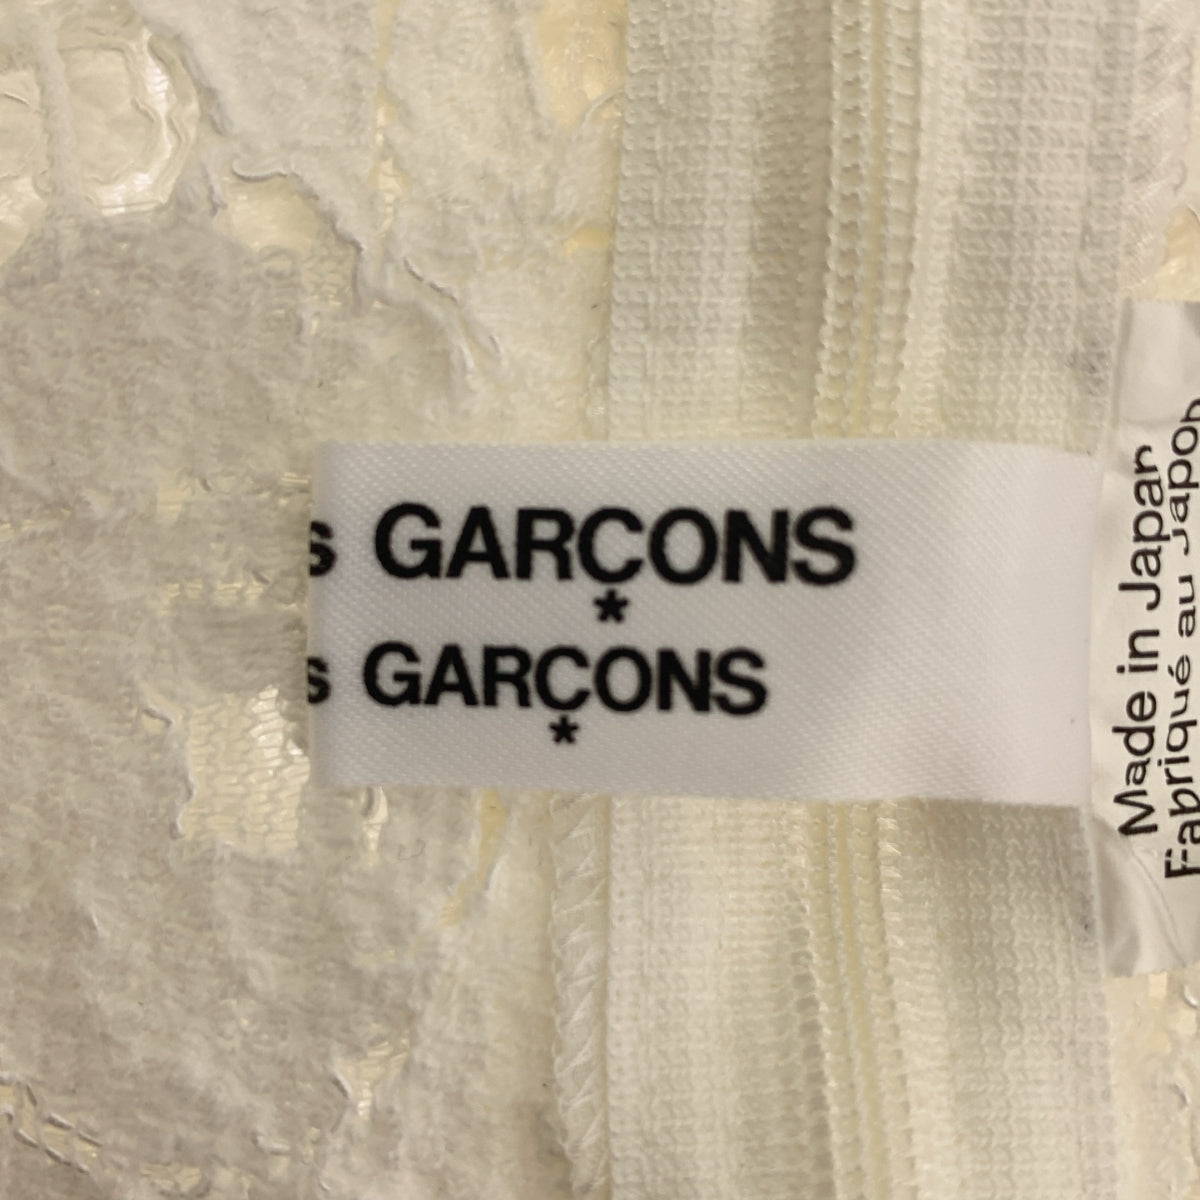 s GARÇONS
*
s GARÇONS
*
Made in Japan
Fabriqué au Japon